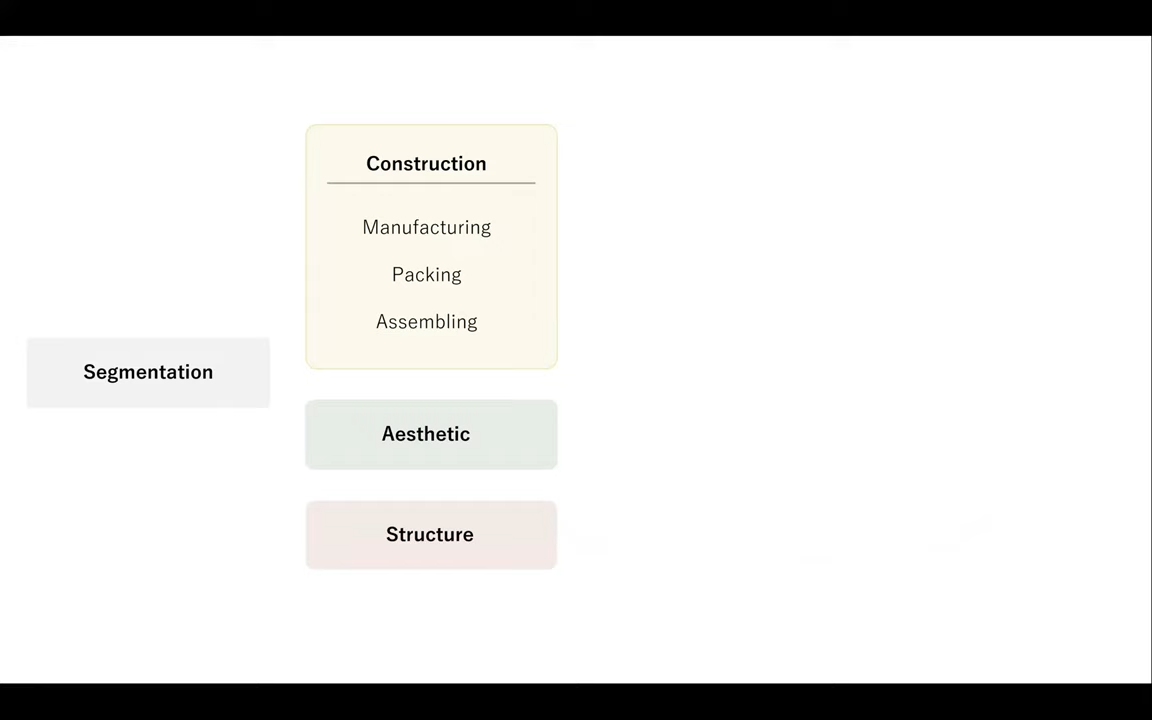 Segmentation
Construction
Manufacturing
Packing
Assembling
Aesthetic
Structure